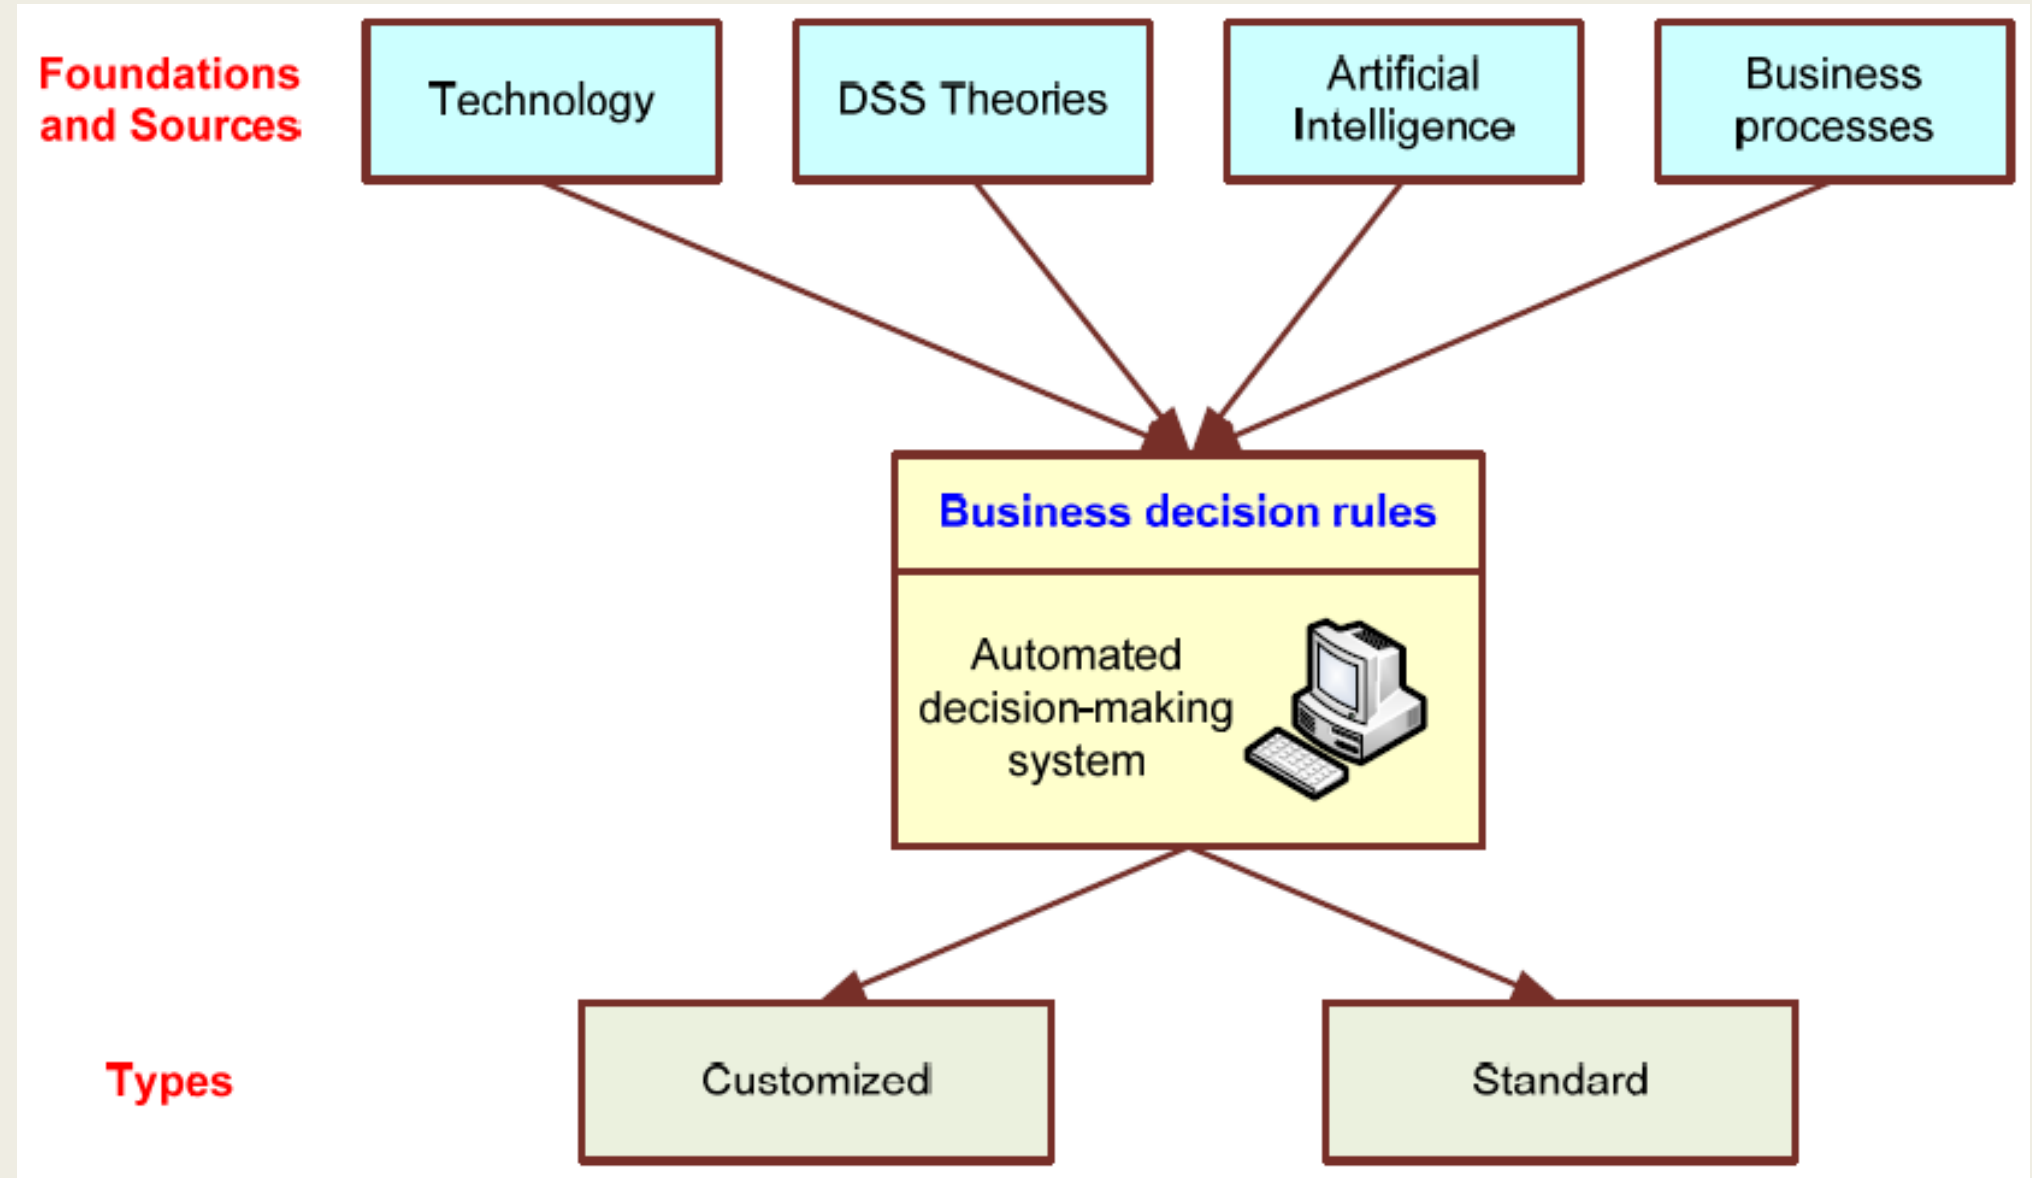 Foundations
and Sources
Technology
DSS Theories
Artificial
Intelligence
Business
processes
Business decision rules
Automated
decision-making
system
Types
Customized
Standard